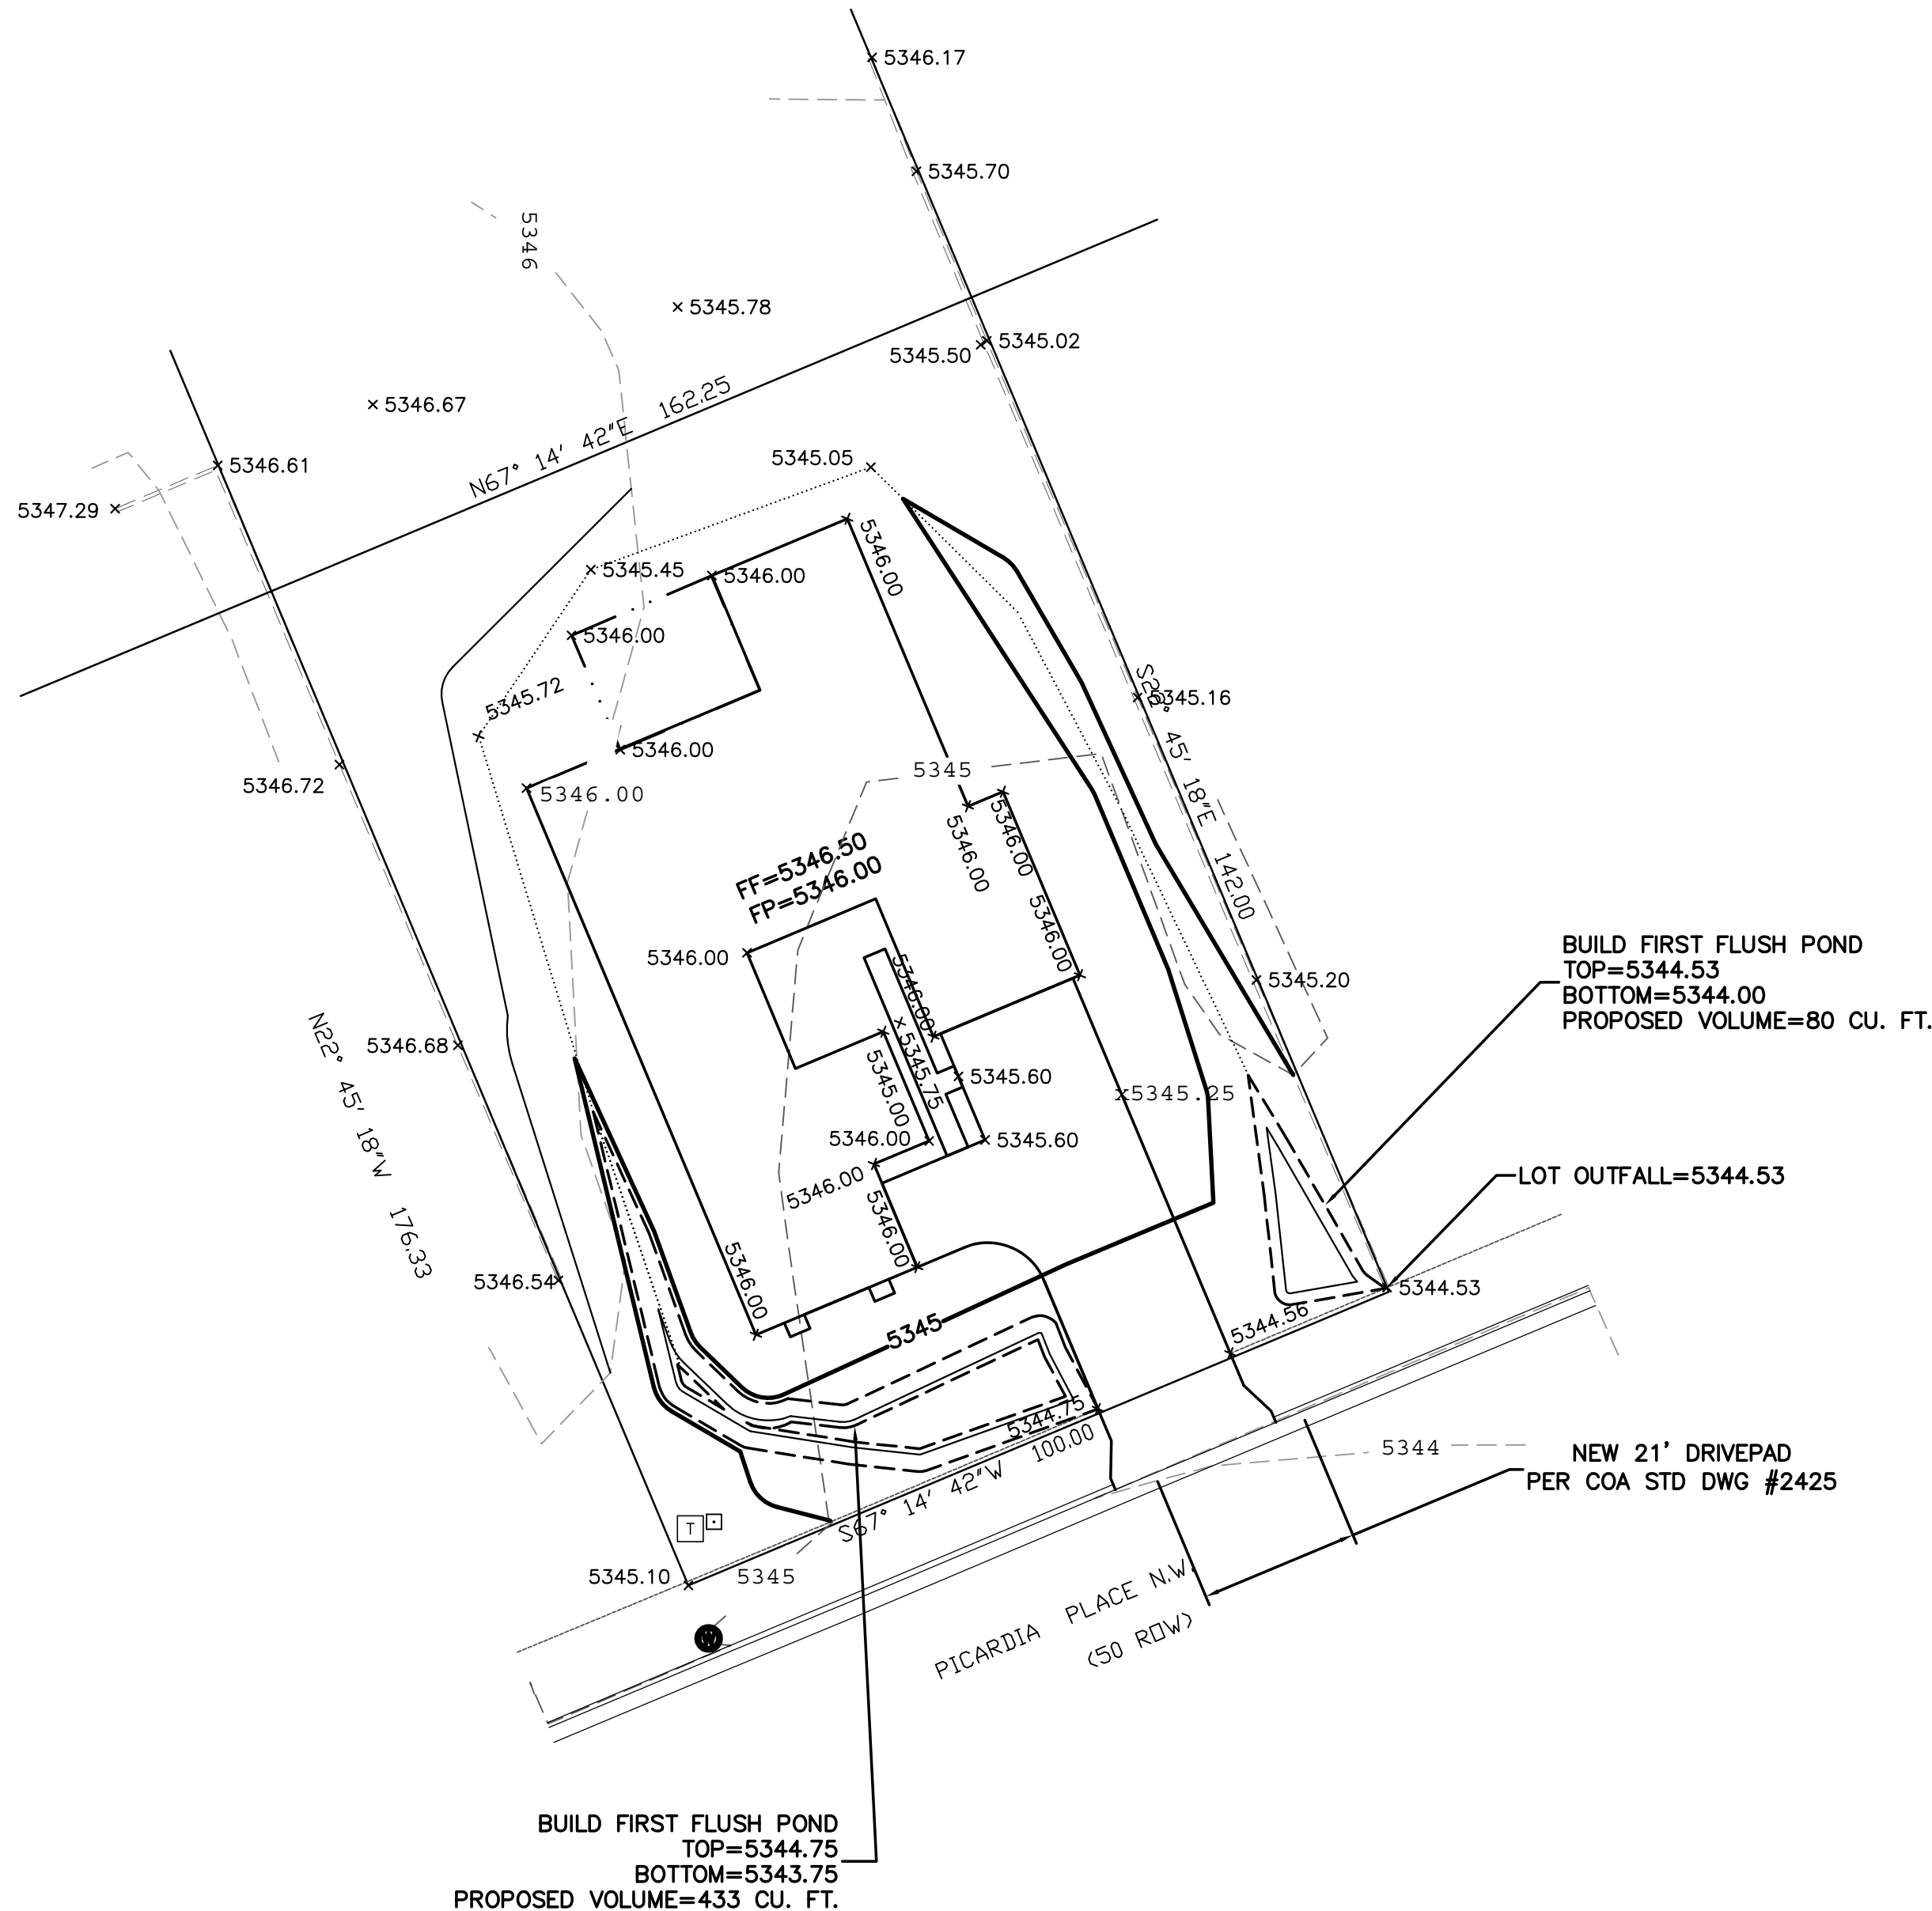 5346.17
5345.70
5346
5345.78
5345.02
5345.50
N67° 14' 42"E 162.25
5346.67
5346.61
5347.29
5345.05
5346.00
5345.45
5346.00
5346.00
5345.72
5346.00
5346.72
5346.00
S22° 45' 18"E 142.00
5345.16
5345
5346.00
5346.00
FF=5346.50
FP=5346.00
5346.00
5346.00
5346.00
5345.20
BUILD FIRST FLUSH POND
TOP=5344.53
BOTTOM=5344.00
PROPOSED VOLUME=80 CU. FT.
N22° 45' 18"W 176.33
5346.68
5345.75
5345.00
5345.60
5345.25
5346.00
5345.60
5346.00
5346.00
LOT OUTFALL=5344.53
5346.54
5346.00
5344.53
5344.56
5345
5344.75
100.00
S67° 14' 42"W
5344
NEW 21' DRIVEPAD
PER COA STD DWG #2425
T
5345.10
5345
W
PICARDIA PLACE N.W.
(50 ROW)
BUILD FIRST FLUSH POND
TOP=5344.75
BOTTOM=5343.75
PROPOSED VOLUME=433 CU. FT.